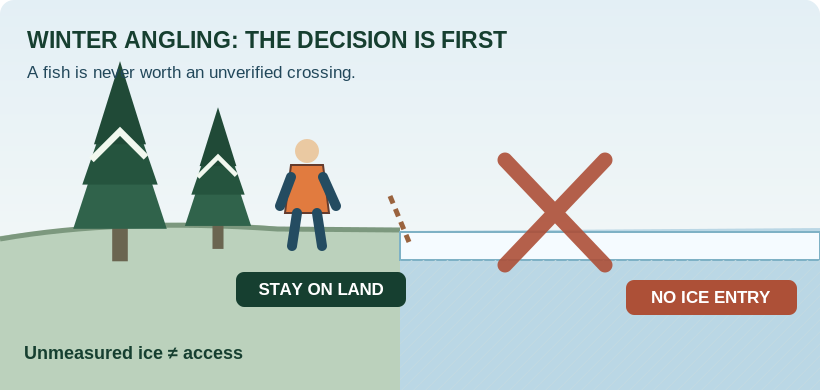 WINTER ANGLING: THE DECISION IS FIRST
A fish is never worth an unverified crossing.
STAY ON LAND
NO ICE ENTRY
Unmeasured ice ≠ access